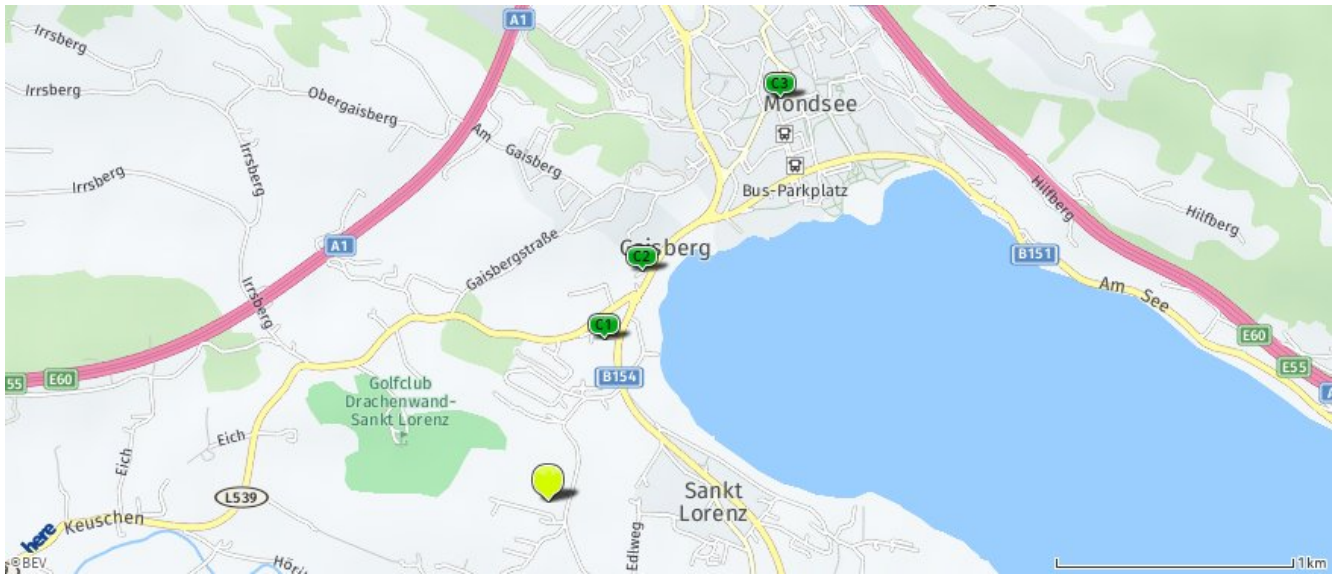 A1
Irrsberg
Irrsberg
Obergaisberg
C3
Mondsee
Am Gaisberg
Irrsberg
Irrsberg
Bus-Parkplatz
Hilfberg
Hilfberg
Gaisbergstraße
A1
C2
B151
Am See
Irrsberg
C1
E60
55
E60
B154
E55
A
Golfclub
Drachenwand-
Sankt Lorenz
Eich
Eich
L539
Sankt
Lorenz
Keuschen
Edlweg
here
©BEV
1km